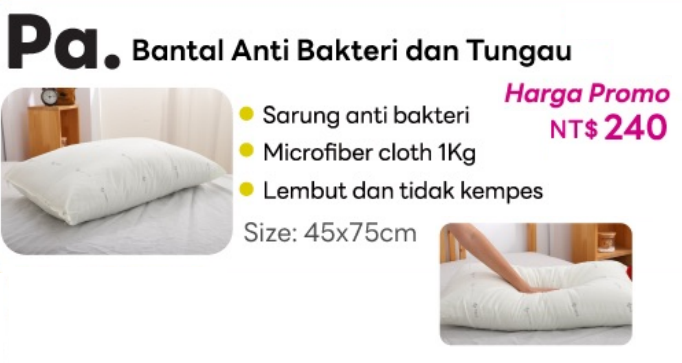 Pa. Bantal Anti Bakteri dan Tungau
Harga Promo
NT$ 240
Sarung anti bakteri
Microfiber cloth 1Kg
Lembut dan tidak kempes
Size: 45x75cm